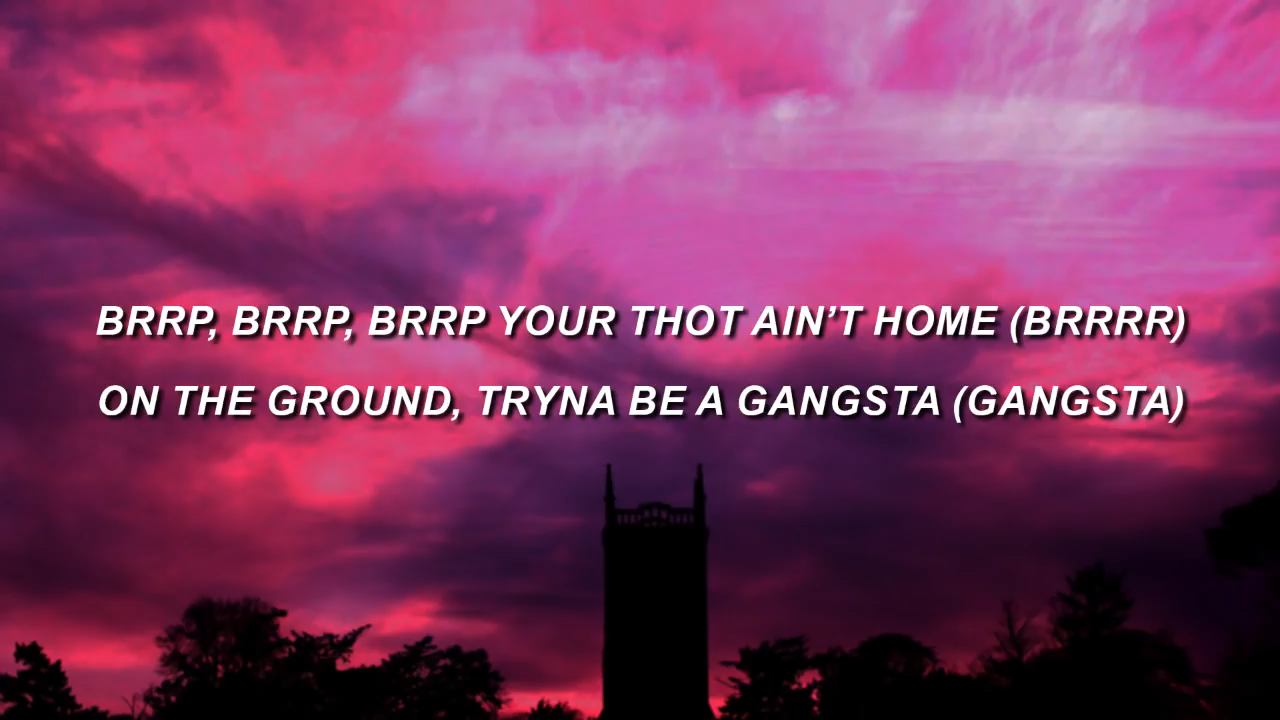 BRRP, BRRP, BRRP YOUR THOT AIN’T HOME (BRRRR)
ON THE GROUND, TRYNA BE A GANGSTA (GANGSTA)